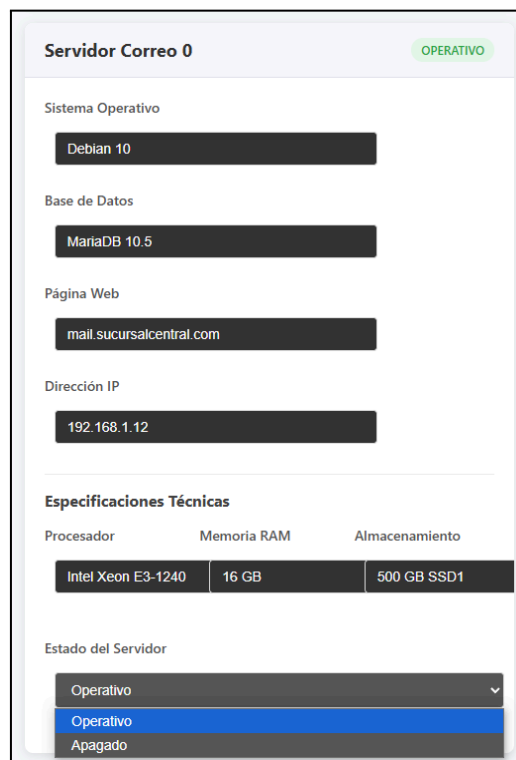 Servidor Correo 0 OPERATIVO
Sistema Operativo
Debian 10
Base de Datos
MariaDB 10.5
Página Web
mail.sucursalcentral.com
Dirección IP
192.168.1.12
Especificaciones Técnicas
Procesador Memoria RAM Almacenamiento
Intel Xeon E3-1240 16 GB 500 GB SSD1
Estado del Servidor
Operativo
Operativo
Apagado